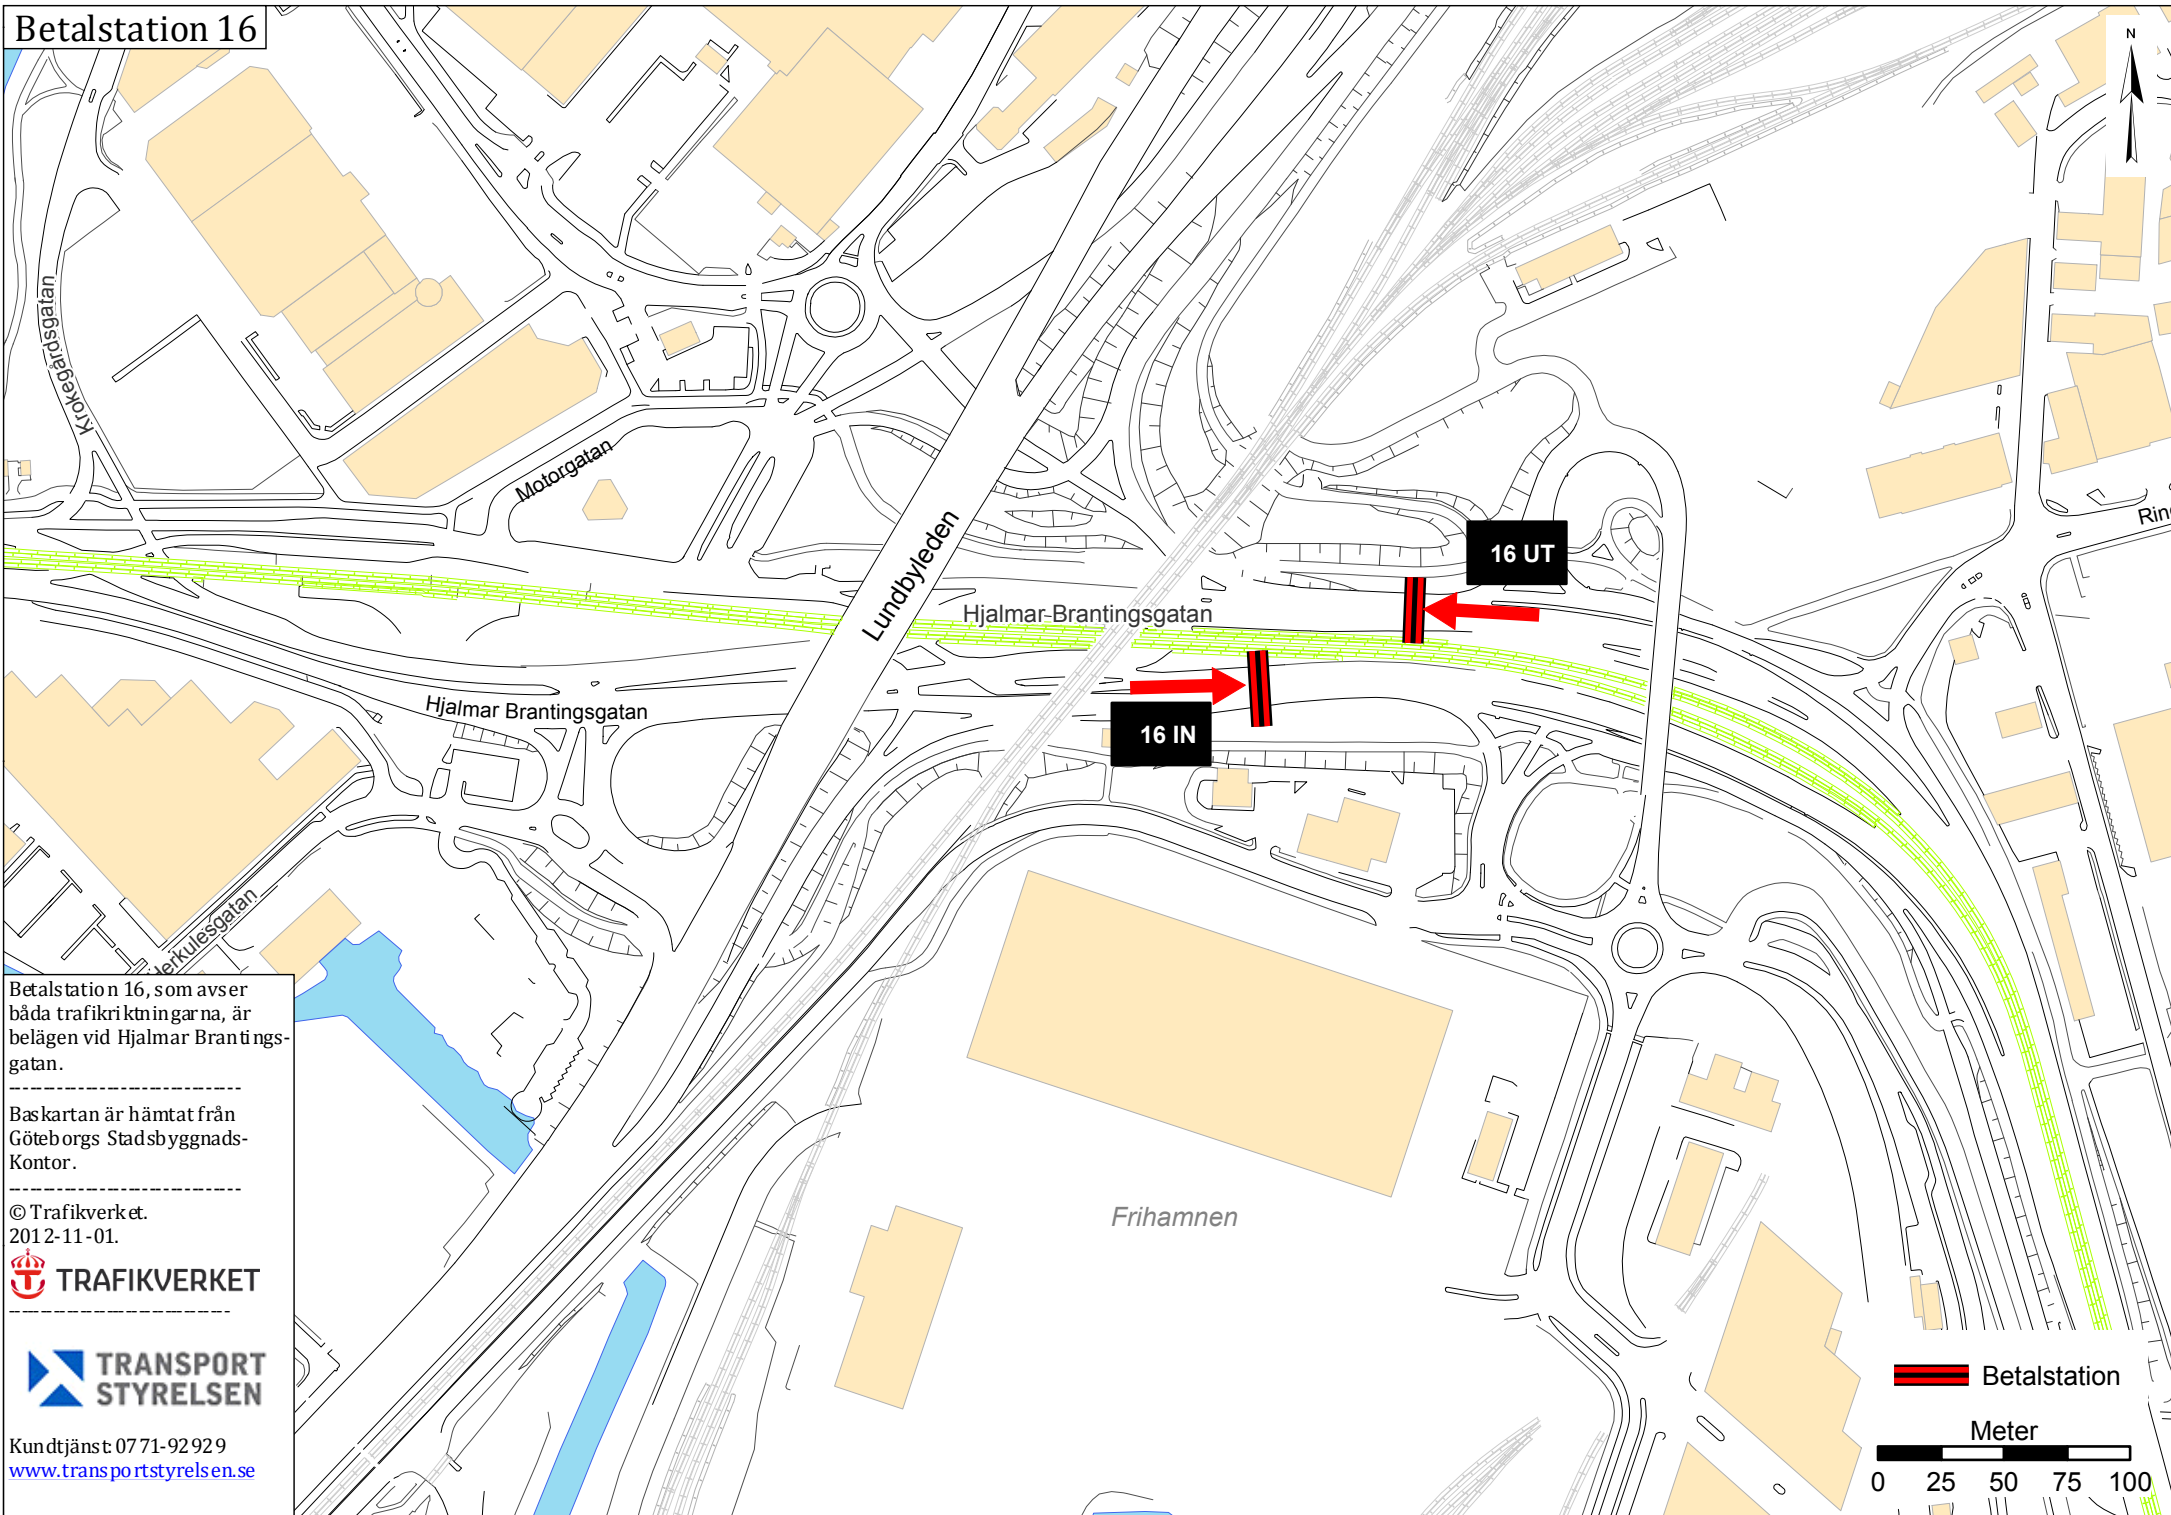 Betalstation 16
N
Krokegårdsgatan
Motorgatan
Lundbyleden
16 UT
Hjalmar Brantingsgatan
16 IN
Hjalmar Brantingsgatan
Herkulesgatan
Frihamnen
Betalstation 16, som avser
båda trafikriktningarna, är
belägen vid Hjalmar Brantings-
gatan.
Baskartan är hämtat från
Göteborgs Stadsbyggnads-
Kontor.
© Trafikverket.
2012-11-01.
TRAFIKVERKET
TRANSPORT
STYRELSEN
Kundtjänst: 0771-92929
www.transportstyrelsen.se
Betalstation
Meter
0 25 50 75 100